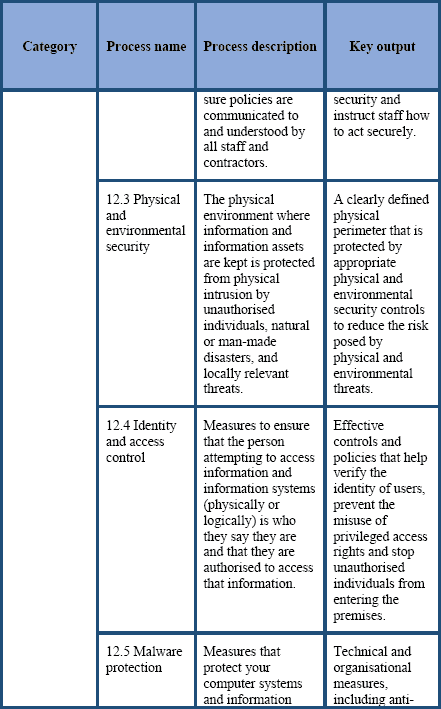 Category Process name Process description Key output
sure policies are
communicated to
and understood by
all staff and
contractors.
security and
instruct staff how
to act securely.
12.3 Physical
and
environmental
security
The physical
environment where
information and
information assets
are kept is protected
from physical
intrusion by
unauthorised
individuals, natural
or man-made
disasters, and
locally relevant
threats.
A clearly defined
physical
perimeter that is
protected by
appropriate
physical and
environmental
security controls
to reduce the risk
posed by
physical and
environmental
threats.
12.4 Identity
and access
control
Measures to ensure
that the person
attempting to access
information and
information systems
(physically or
logically) is who
they say they are
and that they are
authorised to access
that information.
Effective
controls and
policies that help
verify the
identity of users,
prevent the
misuse of
privileged access
rights and stop
unauthorised
individuals from
entering the
premises.
12.5 Malware
protection
Measures that
protect your
computer systems
and information
Technical and
organisational
measures,
including anti-